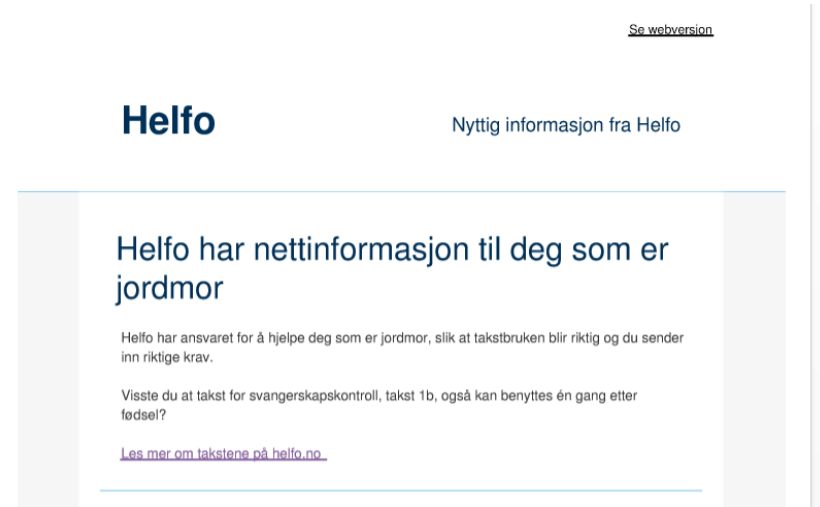 Se webversjon
Helfo
Nyttig informasjon fra Helfo
Helfo har nettinformasjon til deg som er
jordmor
Helfo har ansvaret for å hjelpe deg som er jordmor, slik at takstbruken blir riktig og du sender
inn riktige krav.
Visste du at takst for svangerskapskontroll, takst 1b, også kan benyttes én gang etter
fødsel?
Les mer om takstene på helfo.no